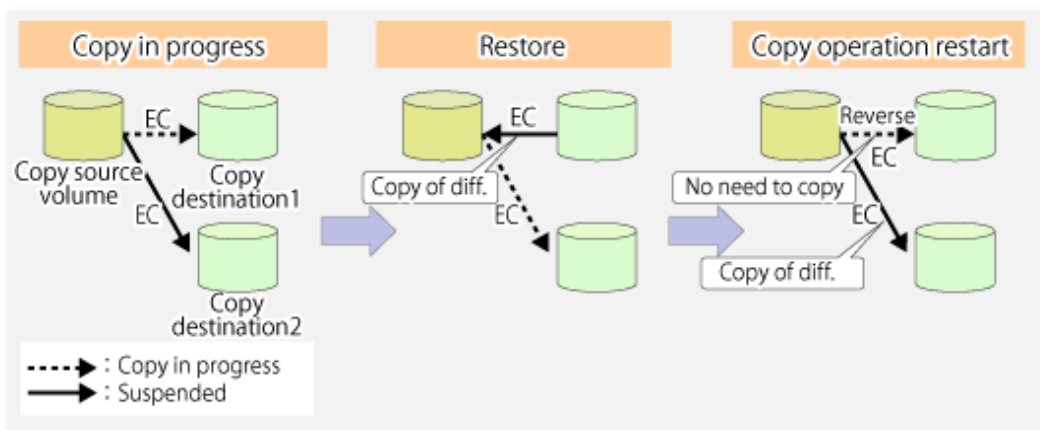 Copy in progress
EC
Copy source
volume
Copy
destination1
EC
Copy
destination2
: Copy in progress
: Suspended
Restore
EC
Copy of diff.
EC
Copy operation restart
Reverse
EC
No need to copy
EC
Copy of diff.